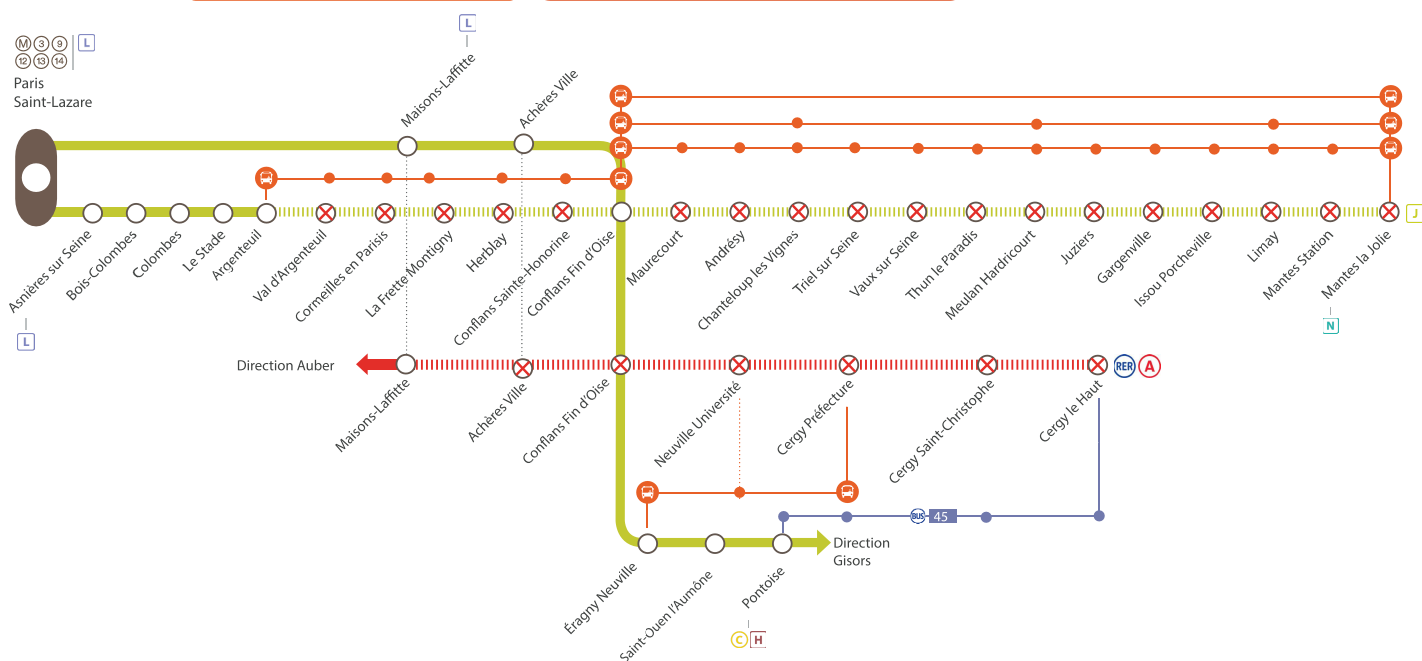 L
M 3 9
12 13 14
L
Paris
Saint-Lazare
Maisons-Laffitte
Achères Ville
Asnières sur Seine
Bois-Colombes
Colombes
Le Stade
Argenteuil
Val d'Argenteuil
Cormeilles en Parisis
La Frette Montigny
Herblay
Conflans Sainte-Honorine
Conflans Fin d'Oise
Maurecourt
Andrésy
Chanteloup les Vignes
Triel sur Seine
Vaux sur Seine
Thun le Paradis
Meulan Hardricourt
Juziers
Gargenville
Issou Porcheville
Limay
Mantes Station
Mantes la Jolie
J
L
N
Direction Auber
RER A
Maisons-Laffitte
Achères Ville
Conflans Fin d'Oise
Neuville Université
Cergy Préfecture
Cergy Saint-Christophe
Cergy le Haut
BUS 45
Direction
Gisors
Éragny Neuville
Saint-Ouen l'Aumône
Pontoise
C H